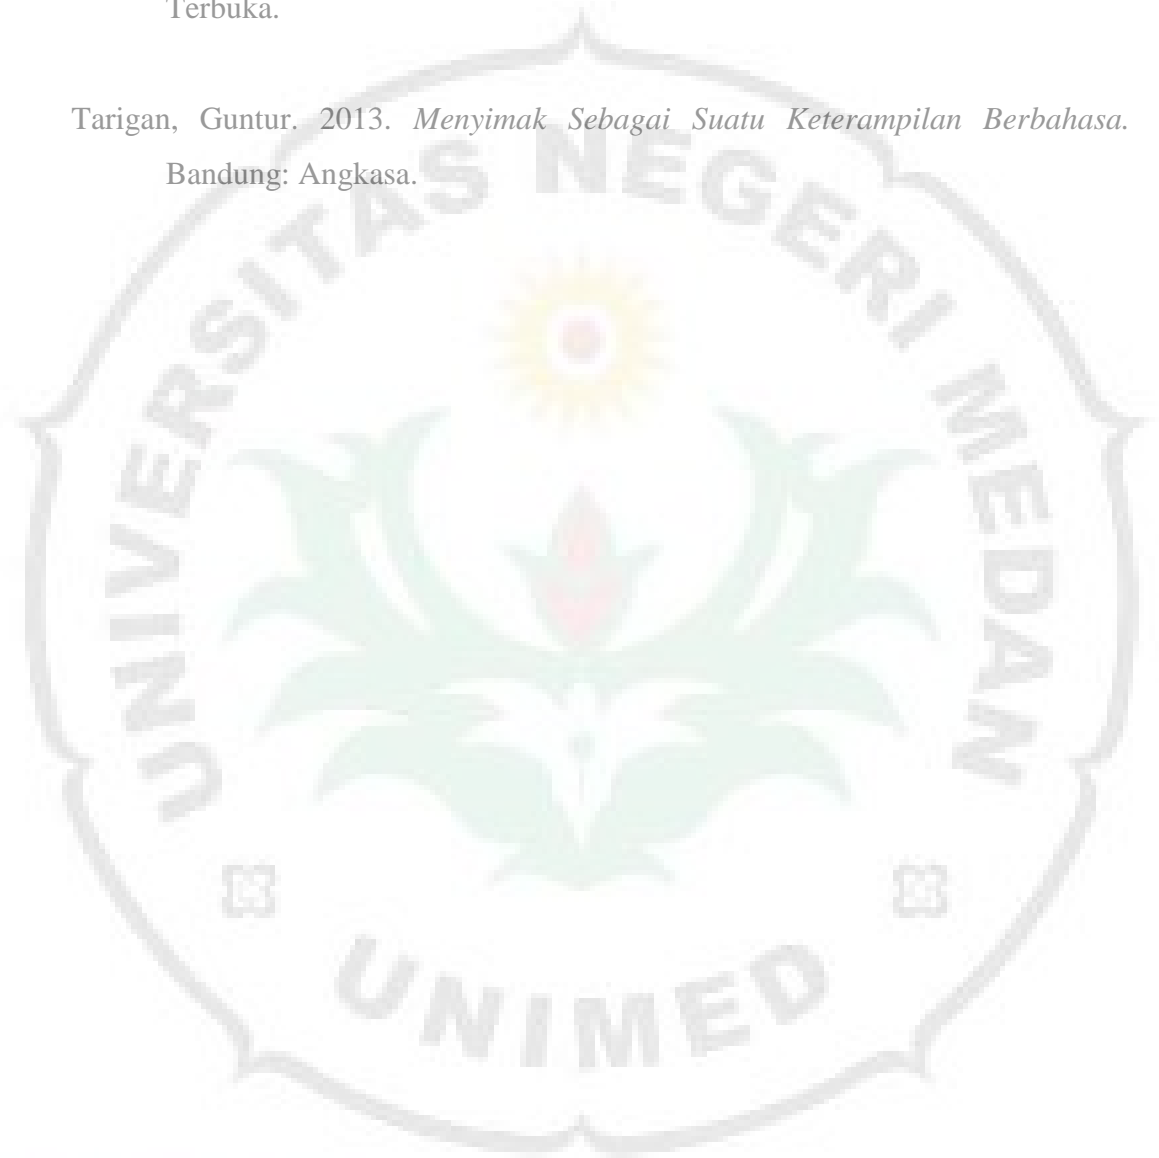 Terbuka.
Tarigan, Guntur. 2013. Menyimak Sebagai Suatu Keterampilan Berbahasa.
Bandung: Angkasa.
UNIVERSITAS NEGERI MEDAN
UNIMED